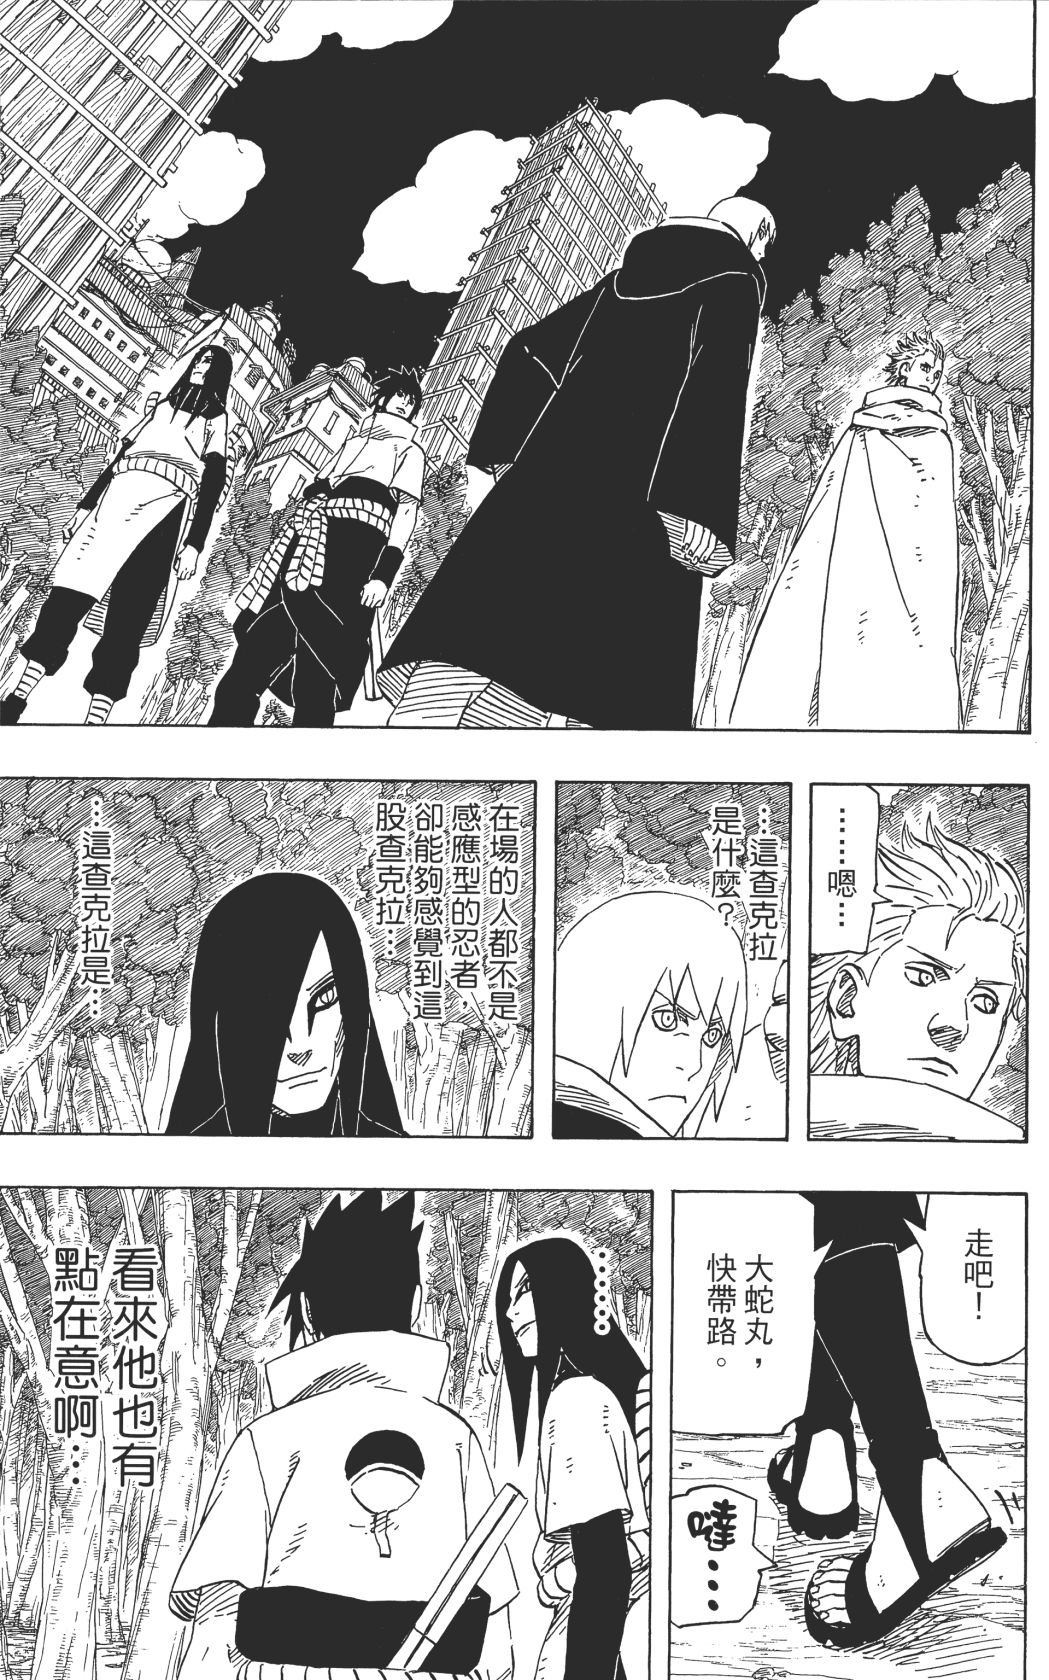 ………嗯…
…這查克拉
是什麼？
在場的人都不是
感應型的忍者，
卻能夠感覺到這
股查克拉…
…這查克拉是…
走吧！
大蛇丸，
快帶路。
噠…
……
看來他也有
點在意啊…